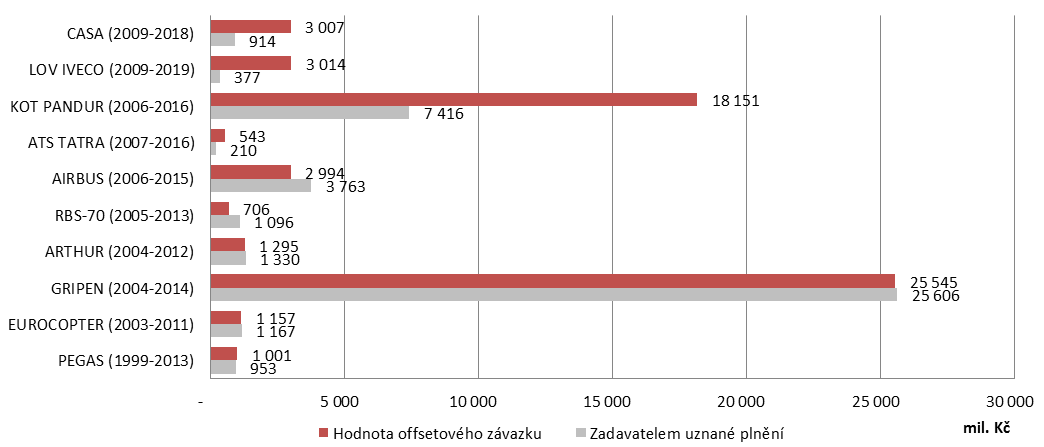 CASA (2009-2018)
3 007
914
LOV IVECO (2009-2019)
3 014
377
KOT PANDUR (2006-2016)
18 151
7 416
ATS TATRA (2007-2016)
543
210
AIRBUS (2006-2015)
2 994
3 763
RBS-70 (2005-2013)
706
1 096
ARTHUR (2004-2012)
1 295
1 330
GRIPEN (2004-2014)
25 545
25 606
EUROCOPTER (2003-2011)
1 157
1 167
PEGAS (1999-2013)
1 001
953
- 5 000 10 000 15 000 20 000 25 000 30 000
mil. Kč
Hodnota offsetového závazku Zadavatelem uznané plnění